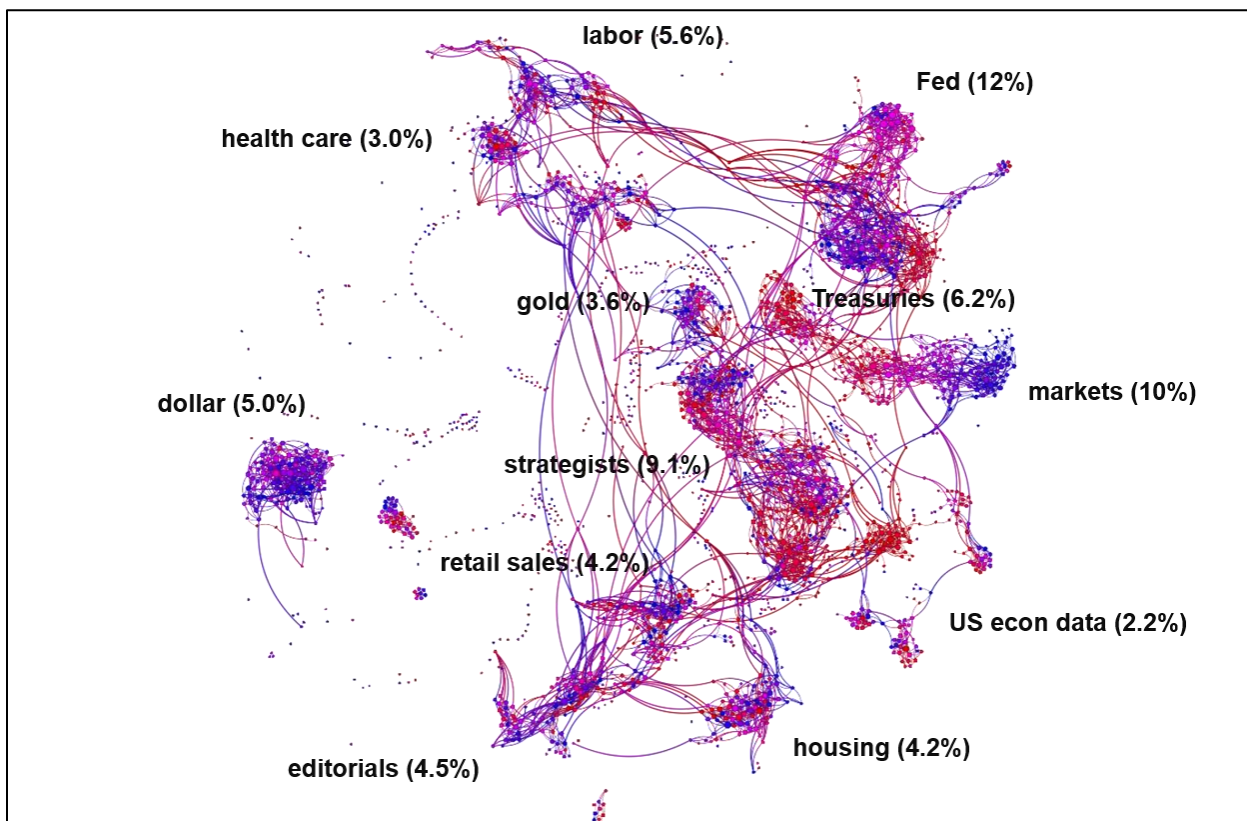 labor (5.6%)
Fed (12%)
health care (3.0%)
gold (3.6%)
Treasuries (6.2%)
markets (10%)
dollar (5.0%)
strategists (9.1%)
retail sales (4.2%)
US econ data (2.2%)
housing (4.2%)
editorials (4.5%)